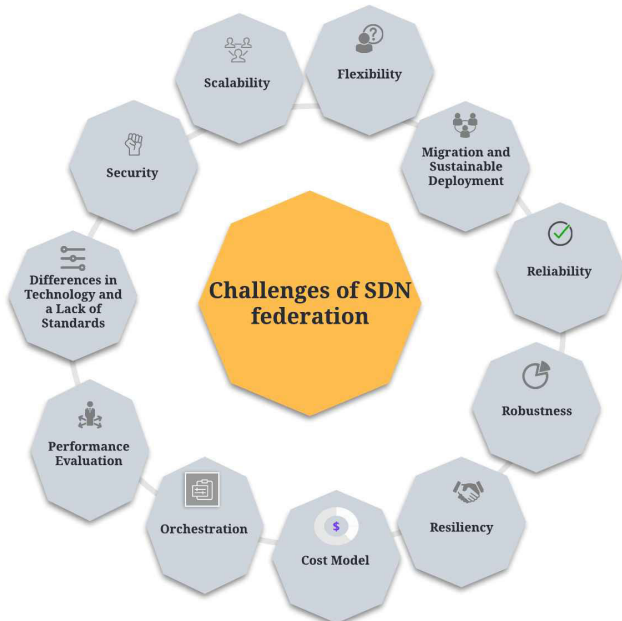 Challenges of SDN
federation
Flexibility
Migration and
Sustainable
Deployment
Reliability
Robustness
Resiliency
$
Cost Model
Orchestration
Performance
Evaluation
Differences in
Technology and
a Lack of
Standards
Security
Scalability
?